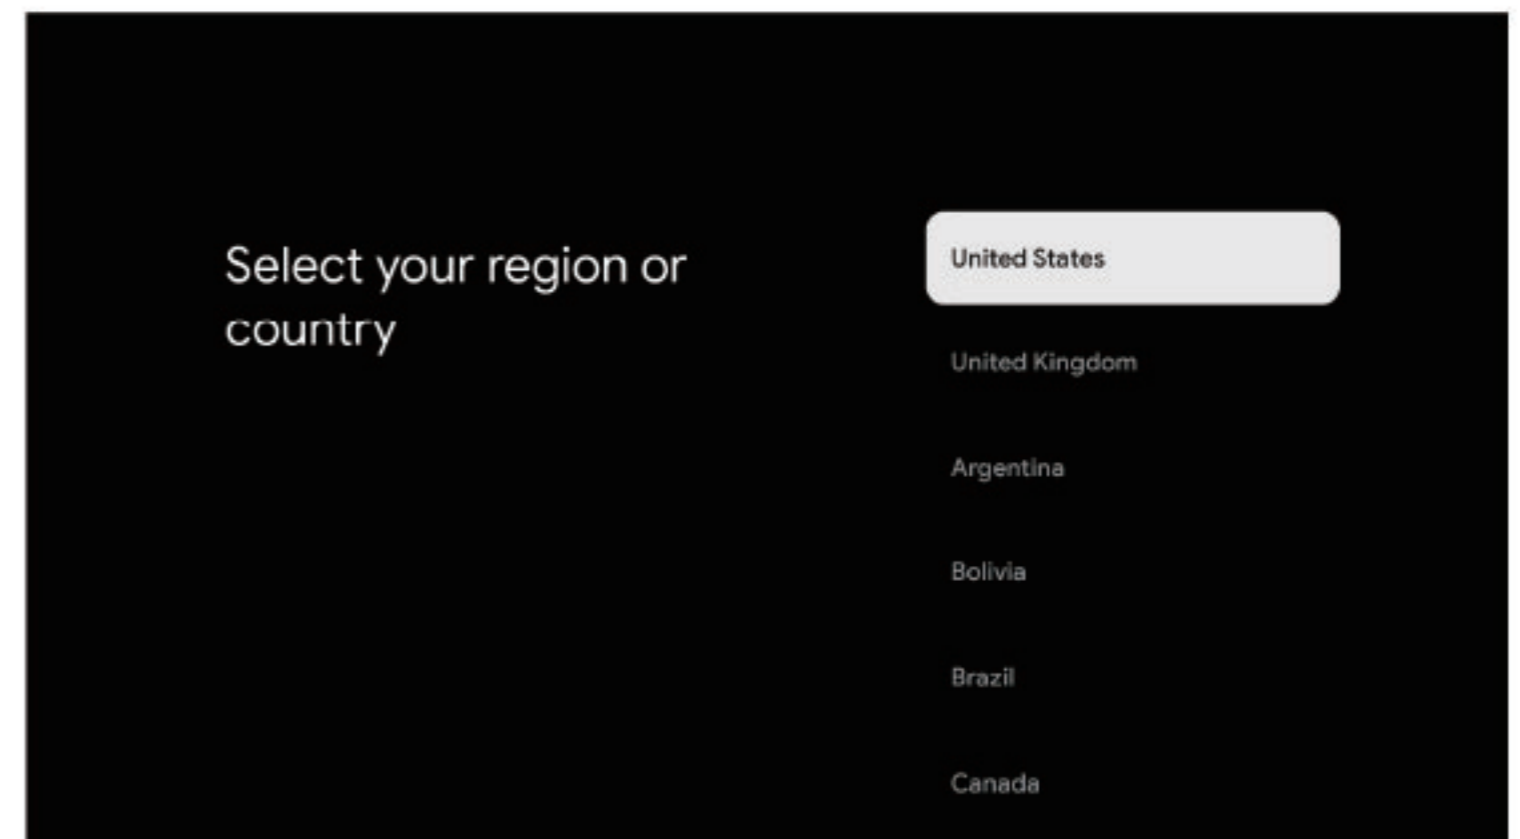 Select your region or
country
United States
United Kingdom
Argentina
Bolivia
Brazil
Canada